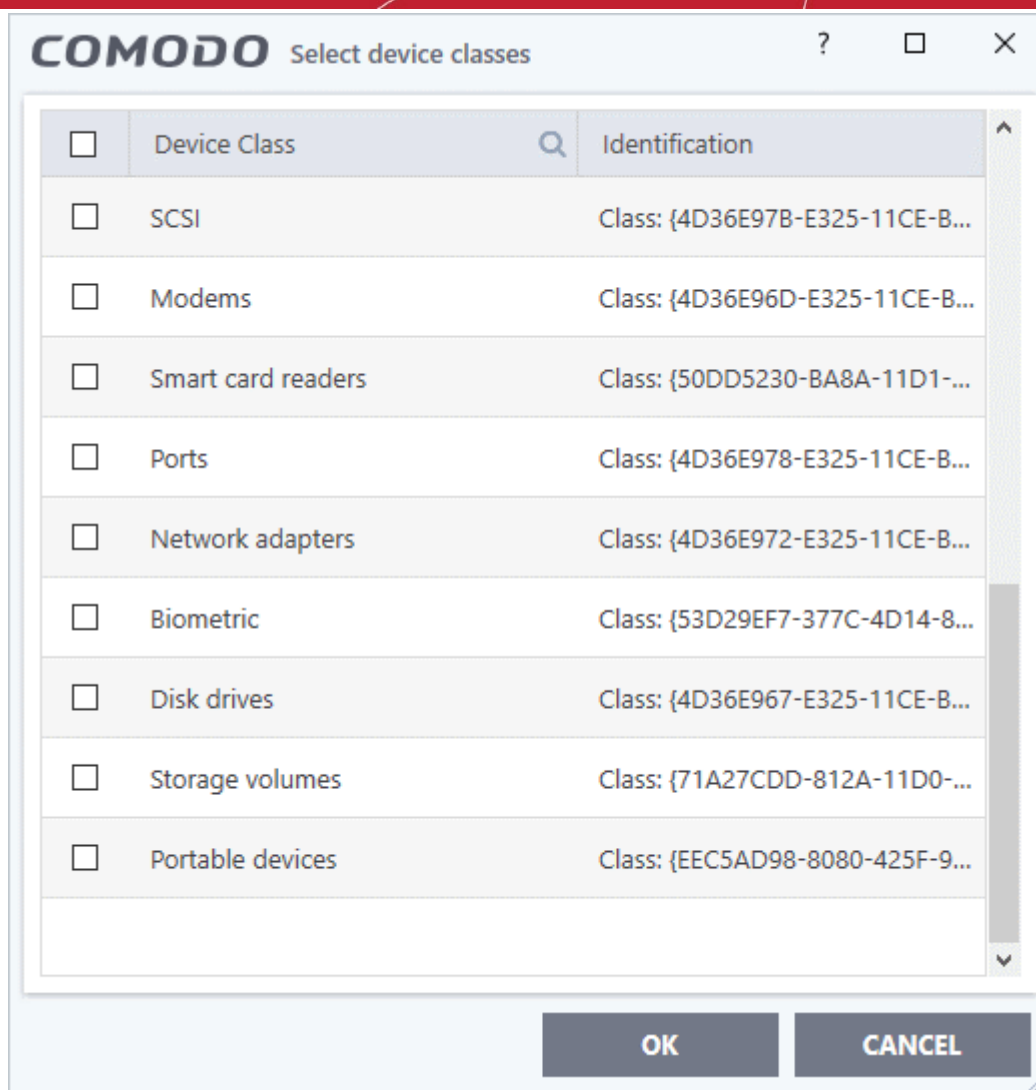 COMODO Select device classes ?
Device Class Identification
SCSI Class: {4D36E97B-E325-11CE-B...
Modems Class: {4D36E96D-E325-11CE-B...
Smart card readers Class: {50DD5230-BA8A-11D1-...
Ports Class: {4D36E978-E325-11CE-B...
Network adapters Class: {4D36E972-E325-11CE-B...
Biometric Class: {53D29EF7-377C-4D14-8...
Disk drives Class: {4D36E967-E325-11CE-B...
Storage volumes Class: {71A27CDD-812A-11D0-...
Portable devices Class: {EEC5AD98-8080-425F-9...
OK CANCEL